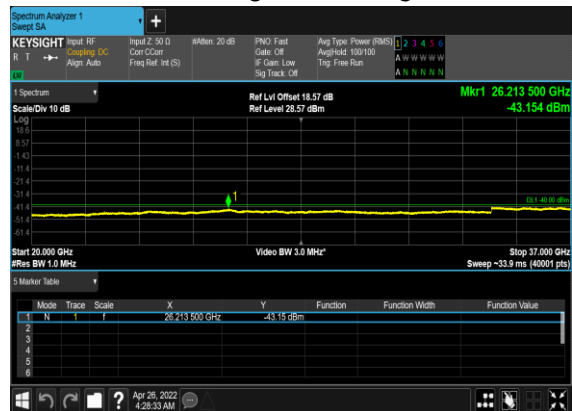 Spectrum Analyzer 1
Swept SA
+
KEYSIGHT Input: RF Input Z: 50 Ω #Atten: 20 dB PNO: Fast Avg Type: Power (RMS) 1 2 3 4 5 6
R T Coupling: DC Corr CCorr Gate: Off Avg|Hold: 100/100 A W W W W W
Align: Auto Freq Ref: Int (S) IF Gain: Low Trig: Free Run
Sig Track: Off A N N N N N
1 Spectrum Ref Lvl Offset 18.57 dB Mkr1 26.213 500 GHz
Scale/Div 10 dB Ref Level 28.57 dBm -43.154 dBm
Log
18.6
8.57
-1.43
-11.4
-21.4
-31.4
1
DL1 -40.00 dBm
-41.4
-51.4
-61.4
Start 20.000 GHz Video BW 3.0 MHz* Stop 37.000 GHz
#Res BW 1.0 MHz Sweep ~33.9 ms (40001 pts)
5 Marker Table
Mode Trace Scale X Y Function Function Width Function Value
1 N 1 f 26.213 500 GHz -43.15 dBm
2
3
4
5
6
? Apr 26, 2022
4:28:33 AM